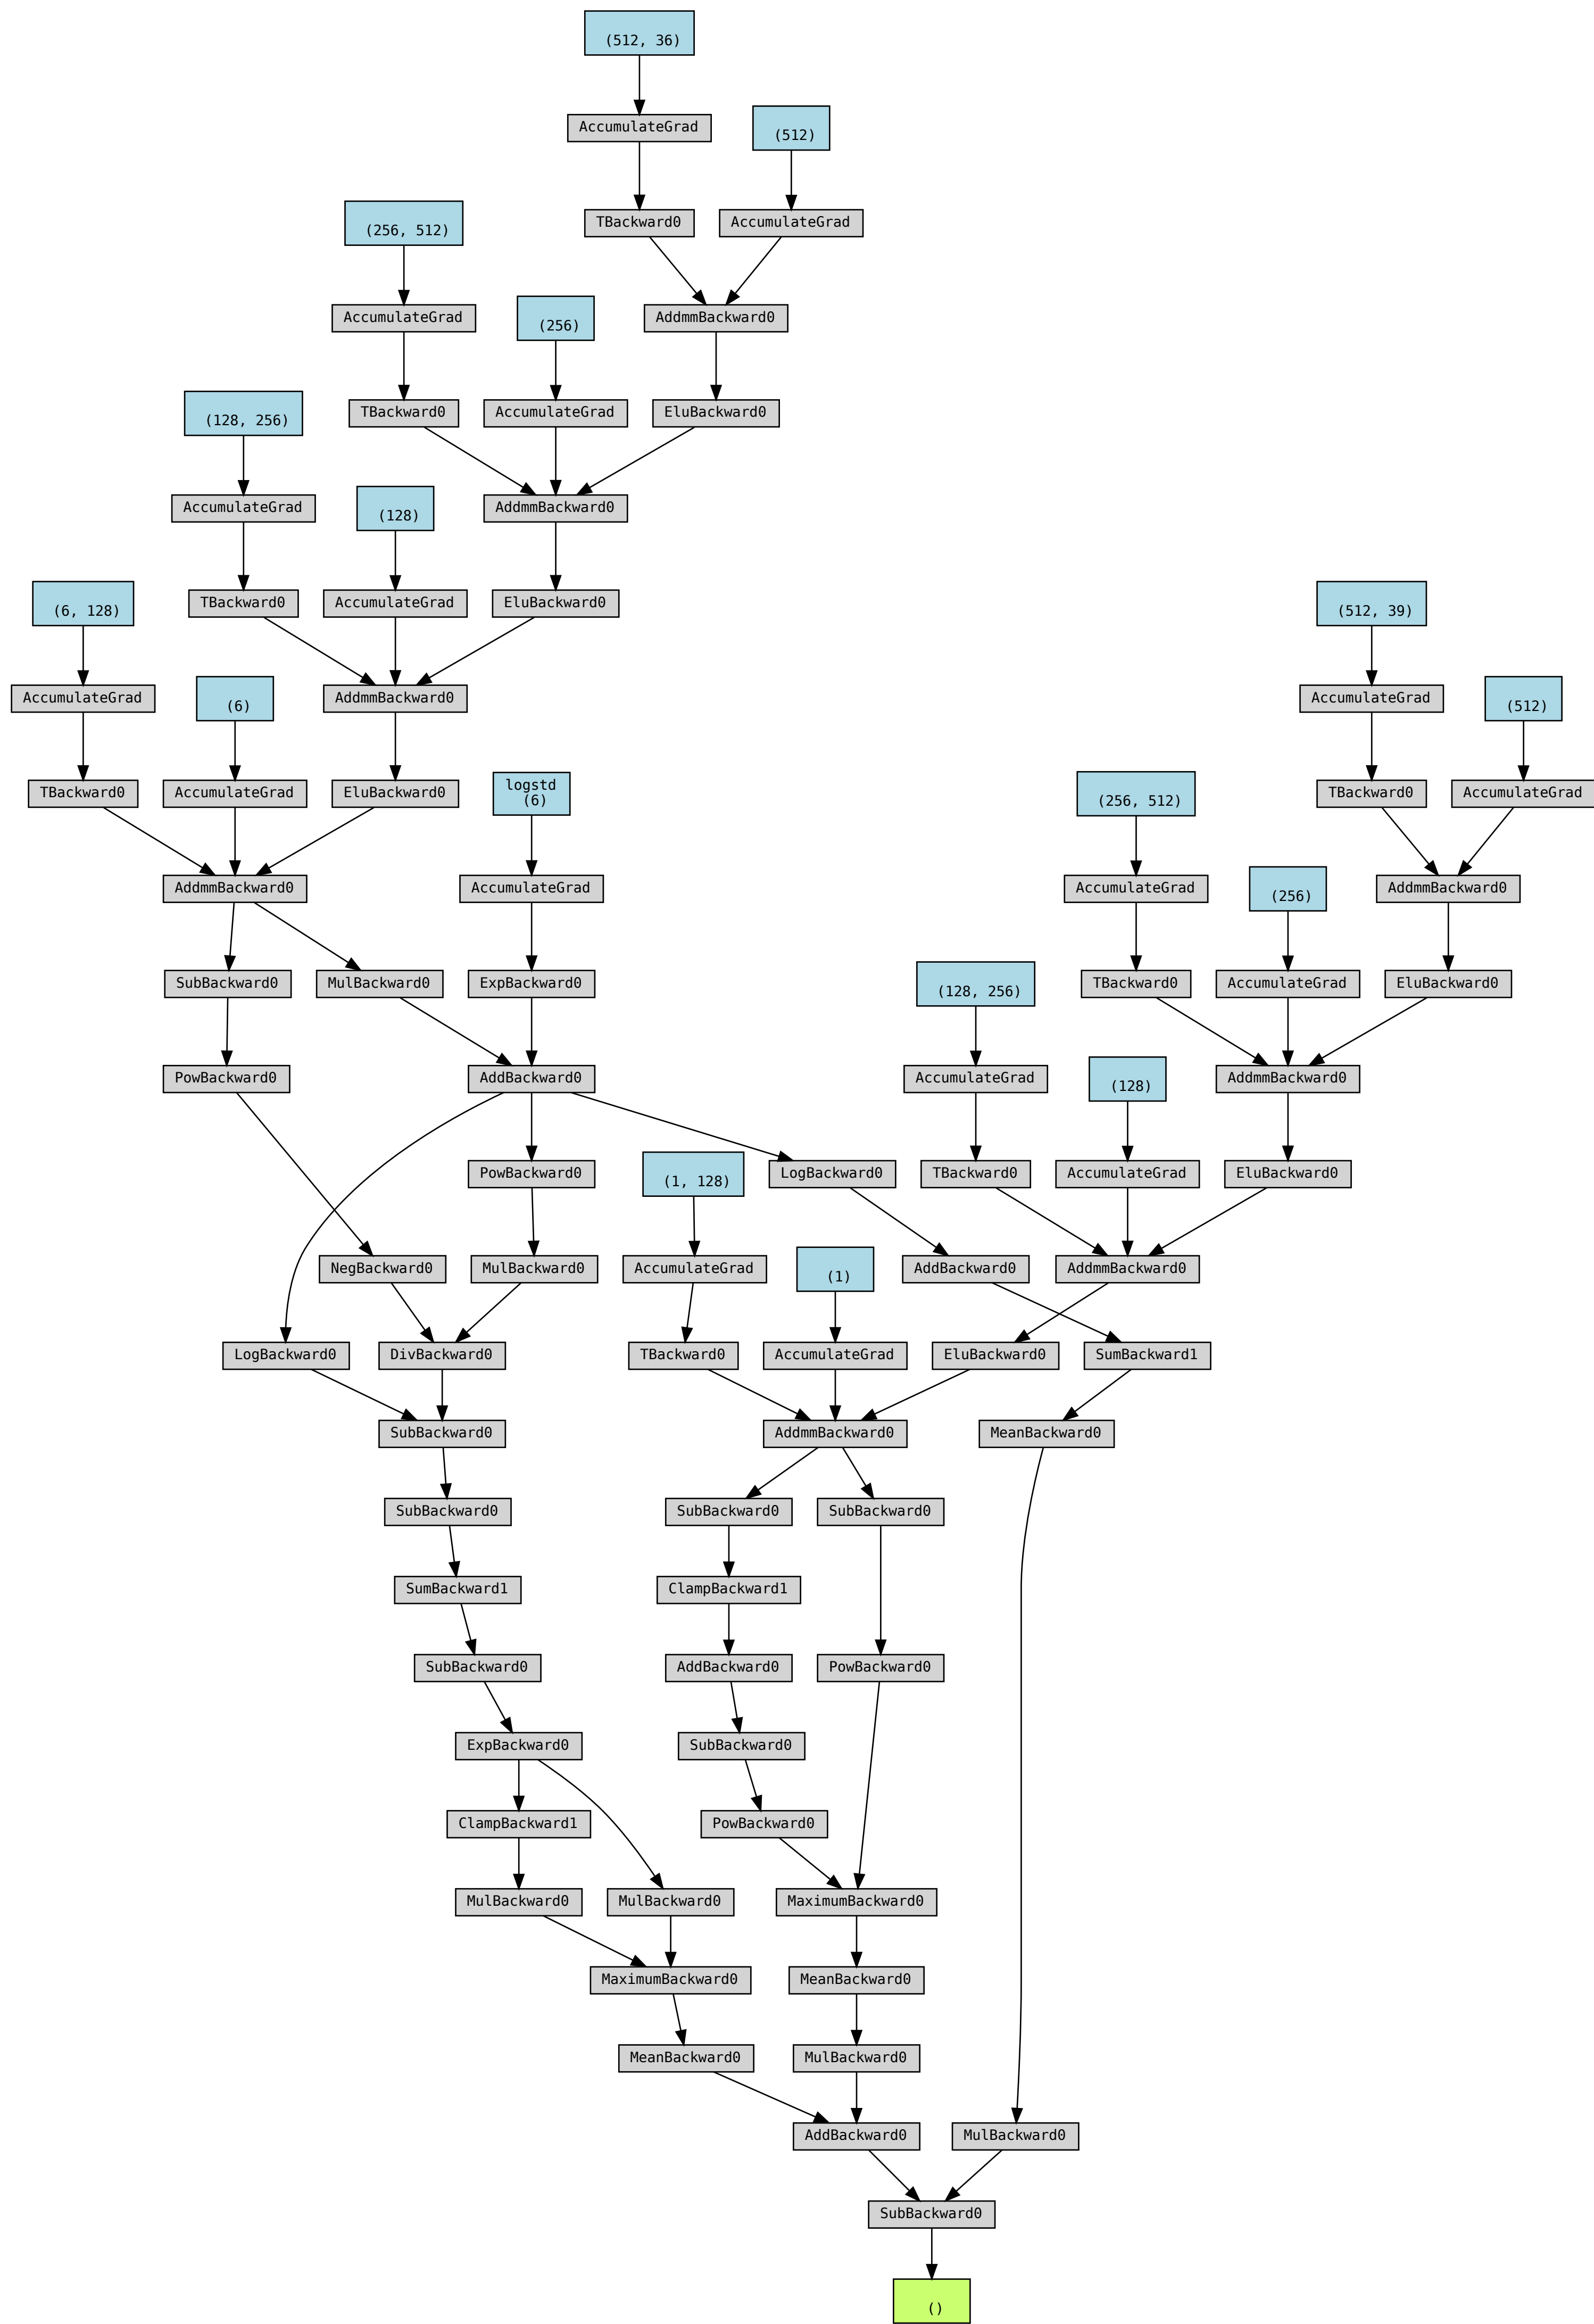 (512, 36)
AccumulateGrad
(512)
TBackward0
AccumulateGrad
(256, 512)
AccumulateGrad
(256)
AddmmBackward0
TBackward0
AccumulateGrad
EluBackward0
(128, 256)
AccumulateGrad
(128)
AddmmBackward0
TBackward0
AccumulateGrad
EluBackward0
(6, 128)
(512, 39)
AccumulateGrad
(6)
AddmmBackward0
AccumulateGrad
(512)
TBackward0
AccumulateGrad
EluBackward0
logstd
(6)
(256, 512)
TBackward0
AccumulateGrad
AddmmBackward0
AccumulateGrad
AccumulateGrad
(256)
AddmmBackward0
SubBackward0
MulBackward0
ExpBackward0
(128, 256)
TBackward0
AccumulateGrad
EluBackward0
PowBackward0
AddBackward0
AccumulateGrad
(128)
AddmmBackward0
PowBackward0
(1, 128)
LogBackward0
TBackward0
AccumulateGrad
EluBackward0
NegBackward0
MulBackward0
AccumulateGrad
(1)
AddBackward0
AddmmBackward0
LogBackward0
DivBackward0
TBackward0
AccumulateGrad
EluBackward0
SumBackward1
SubBackward0
AddmmBackward0
MeanBackward0
SubBackward0
SubBackward0
SubBackward0
SumBackward1
ClampBackward1
SubBackward0
AddBackward0
PowBackward0
ExpBackward0
SubBackward0
ClampBackward1
PowBackward0
MulBackward0
MulBackward0
MaximumBackward0
MaximumBackward0
MeanBackward0
MeanBackward0
MulBackward0
AddBackward0
MulBackward0
SubBackward0
()